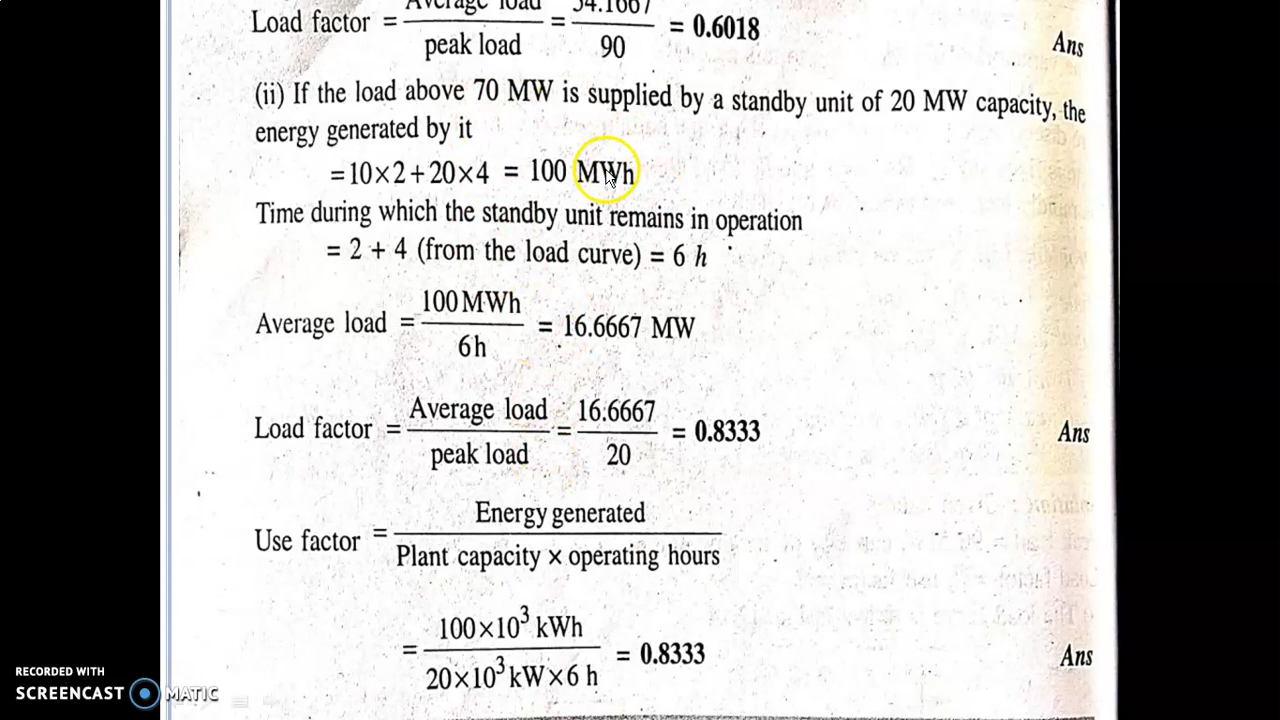 Load factor = Average load / peak load = 54.1667 / 90 = 0.6018 Ans
(ii) If the load above 70 MW is supplied by a standby unit of 20 MW capacity, the
energy generated by it
= 10×2+20×4 = 100 MWh
Time during which the standby unit remains in operation
= 2 + 4 (from the load curve) = 6 h
Average load = 100 MWh / 6h = 16.6667 MW
Load factor = Average load / peak load = 16.6667 / 20 = 0.8333 Ans
Use factor = Energy generated / Plant capacity × operating hours
= 100×10³ kWh / 20×10³ kW×6 h = 0.8333 Ans
RECORDED WITH
SCREENCAST MATIC